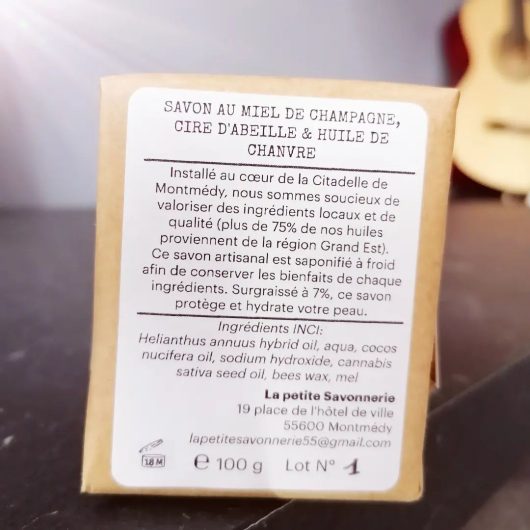 SAVON AU MIEL DE CHAMPAGNE,
CIRE D'ABEILLE & HUILE DE
CHANVRE
Installé au cœur de la Citadelle de
Montmédy, nous sommes soucieux de
valoriser des ingrédients locaux et de
qualité (plus de 75% de nos huiles
proviennent de la région Grand Est).
Ce savon artisanal est saponifié à froid
afin de conserver les bienfaits de chaque
ingrédients. Surgraissé à 7%, ce savon
protège et hydrate votre peau.
Ingrédients INCI:
Helianthus annuus hybrid oil, aqua, cocos
nucifera oil, sodium hydroxide, cannabis
sativa seed oil, bees wax, mel
La petite Savonnerie
19 place de l'hôtel de ville
55600 Montmédy
lapetitesavonnerie55@gmail.com
18 M ℮ 100 g Lot N° 1